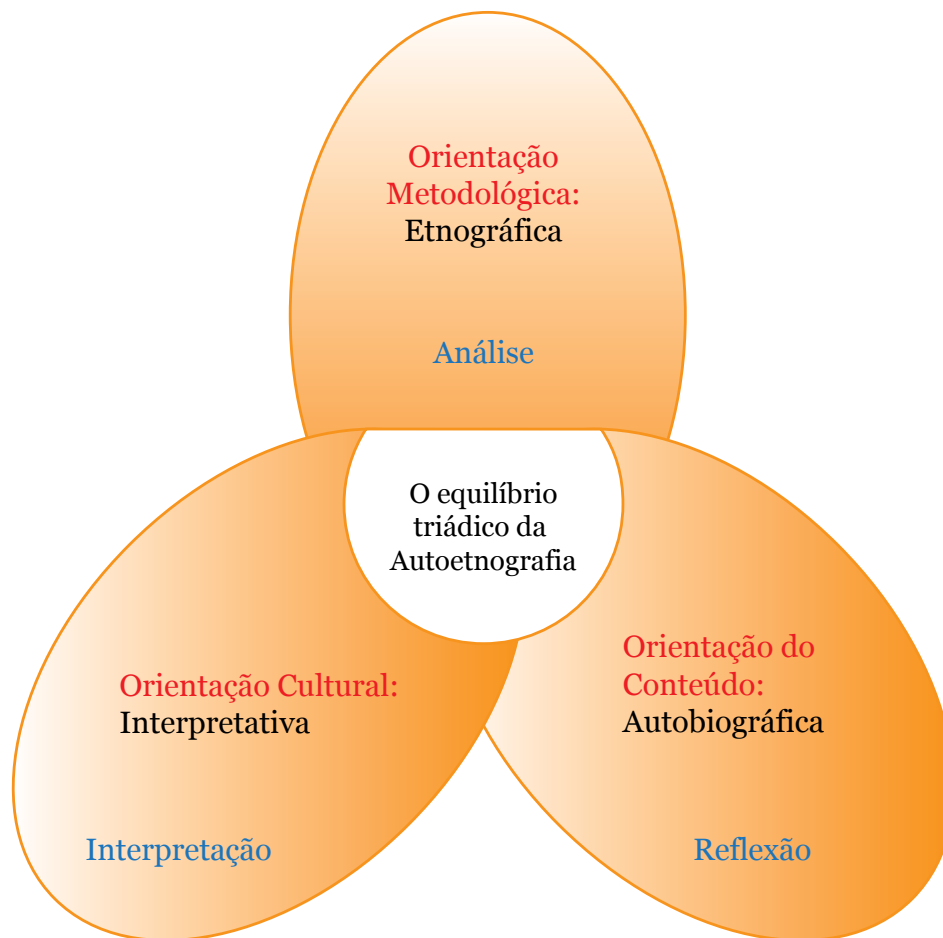 Orientação
Metodológica:
Etnográfica
Análise
O equilíbrio
triádico da
Autoetnografia
Orientação Cultural:
Interpretativa
Interpretação
Orientação do
Conteúdo:
Autobiográfica
Reflexão